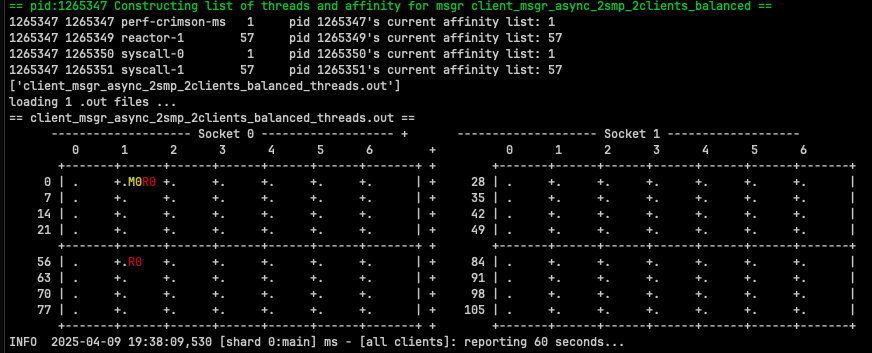 == pid:1265347 Constructing list of threads and affinity for msgr client_msgr_async_2smp_2clients_balanced ==
1265347 1265347 perf-crimson-ms   1     pid 1265347's current affinity list: 1
1265347 1265349 reactor-1        57     pid 1265349's current affinity list: 57
1265347 1265350 syscall-0         1     pid 1265350's current affinity list: 1
1265347 1265351 syscall-1        57     pid 1265351's current affinity list: 57
['client_msgr_async_2smp_2clients_balanced_threads.out']
loading 1 .out files ...
== client_msgr_async_2smp_2clients_balanced_threads.out ==
      -------------------- Socket 0 ------------------- +       -------------------- Socket 1 -------------------
         0      1      2      3      4      5      6        +          0      1      2      3      4      5      6
       +------+------+------+------+------+------+------+ +       +------+------+------+------+------+------+------+
     0 | .    +.M0R0 +.     +.     +.     +.     +.     | +    28 | .    +.     +.     +.     +.     +.     +.     |
     7 | .    +.     +.     +.     +.     +.     +.     | +    35 | .    +.     +.     +.     +.     +.     +.     |
    14 | .    +.     +.     +.     +.     +.     +.     | +    42 | .    +.     +.     +.     +.     +.     +.     |
    21 | .    +.     +.     +.     +.     +.     +.     | +    49 | .    +.     +.     +.     +.     +.     +.     |
       +------+------+------+------+------+------+------+ +       +------+------+------+------+------+------+------+
    56 | .    +.R0   +.     +.     +.     +.     +.     | +    84 | .    +.     +.     +.     +.     +.     +.     |
    63 | .    +.     +.     +.     +.     +.     +.     | +    91 | .    +.     +.     +.     +.     +.     +.     |
    70 | .    +.     +.     +.     +.     +.     +.     | +    98 | .    +.     +.     +.     +.     +.     +.     |
    77 | .    +.     +.     +.     +.     +.     +.     | +   105 | .    +.     +.     +.     +.     +.     +.     |
       +------+------+------+------+------+------+------+ +       +------+------+------+------+------+------+------+
INFO  2025-04-09 19:38:09,530 [shard 0:main] ms - [all clients]: reporting 60 seconds...